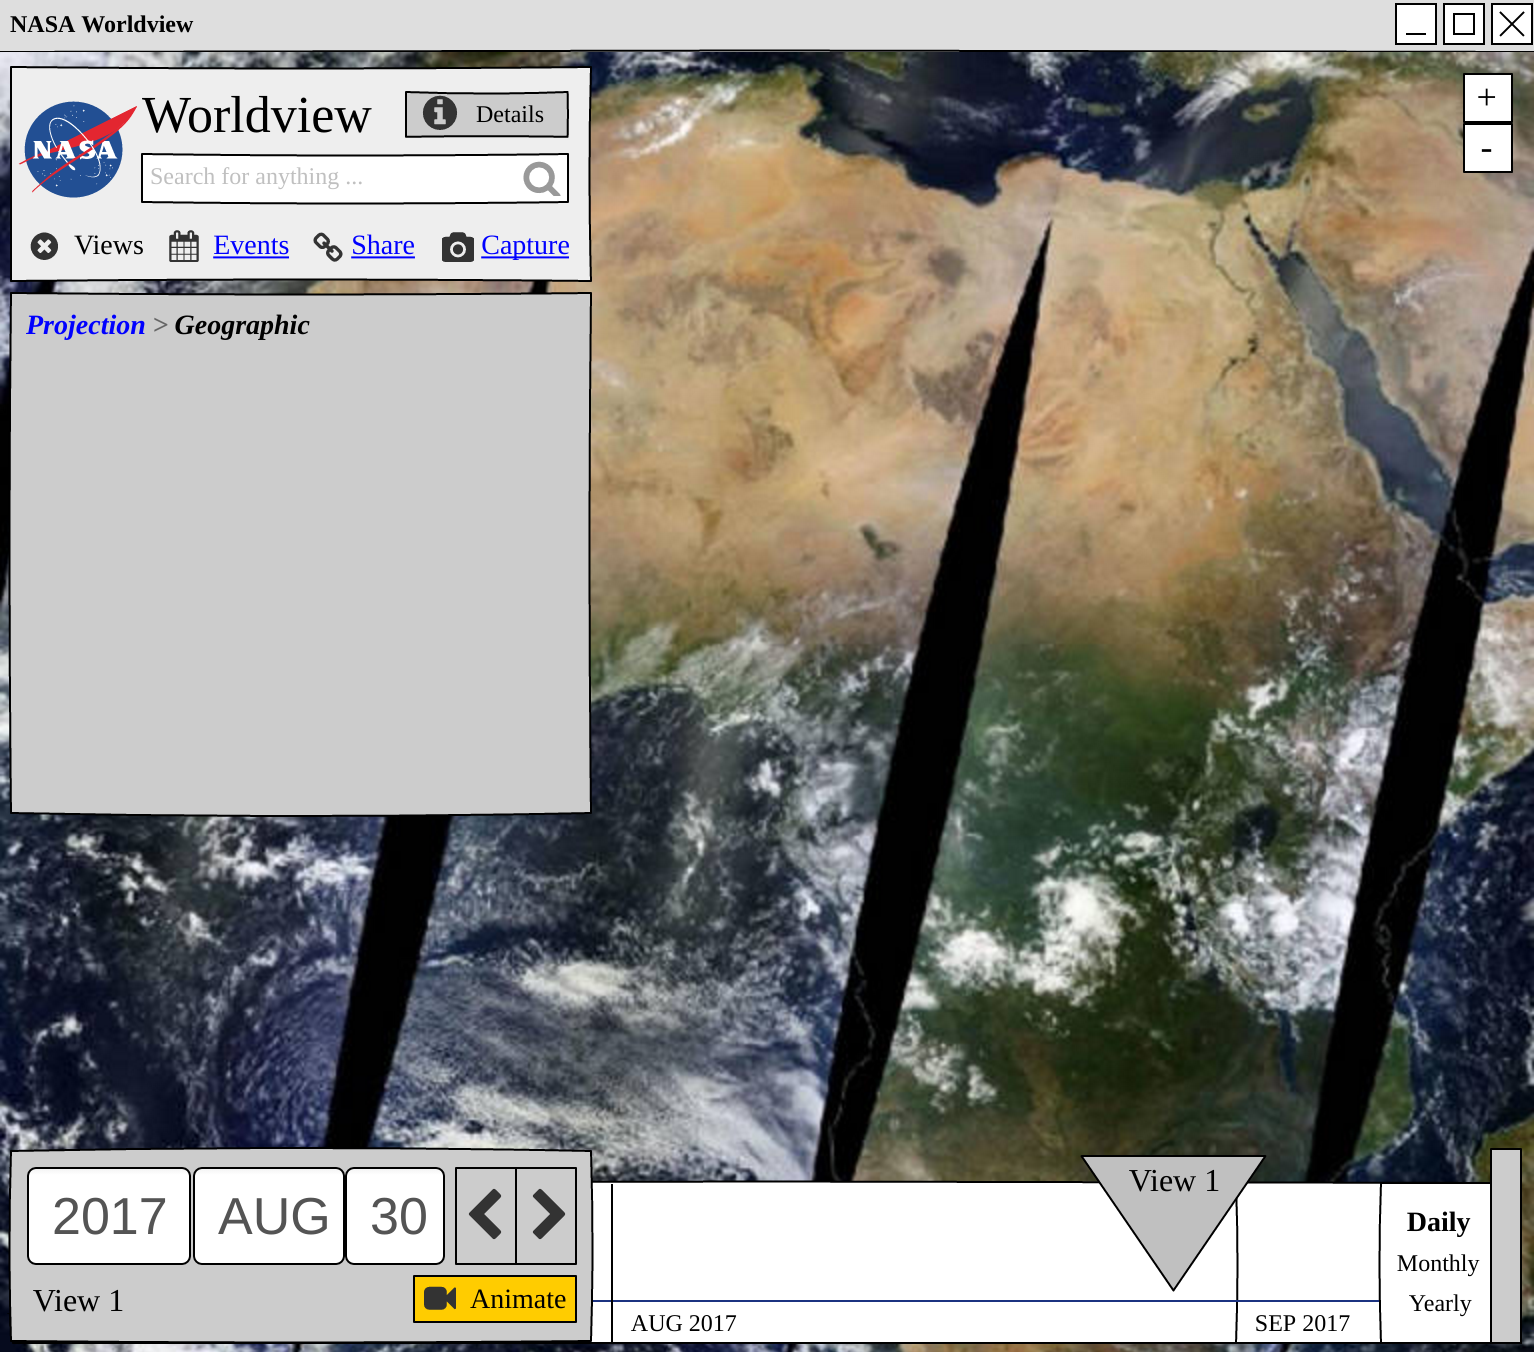 NASA Worldview
Worldview
Details
NASA
Search for anything ...
Views Events Share Capture
Projection > Geographic
+
-
2017 AUG 30
View 1
Animate
View 1
AUG 2017
SEP 2017
Daily
Monthly
Yearly